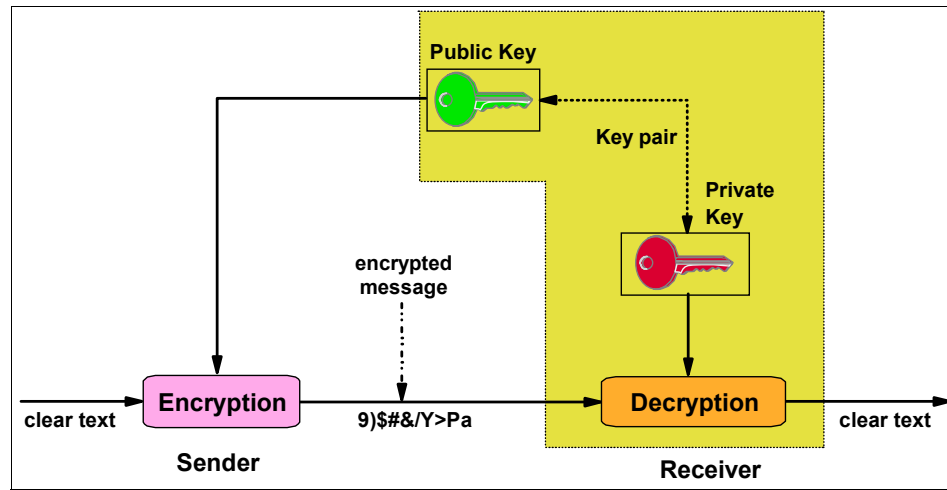 Public Key
Key pair
Private
Key
encrypted
message
clear text
Encryption
9)$#&/Y>Pa
Decryption
clear text
Sender
Receiver